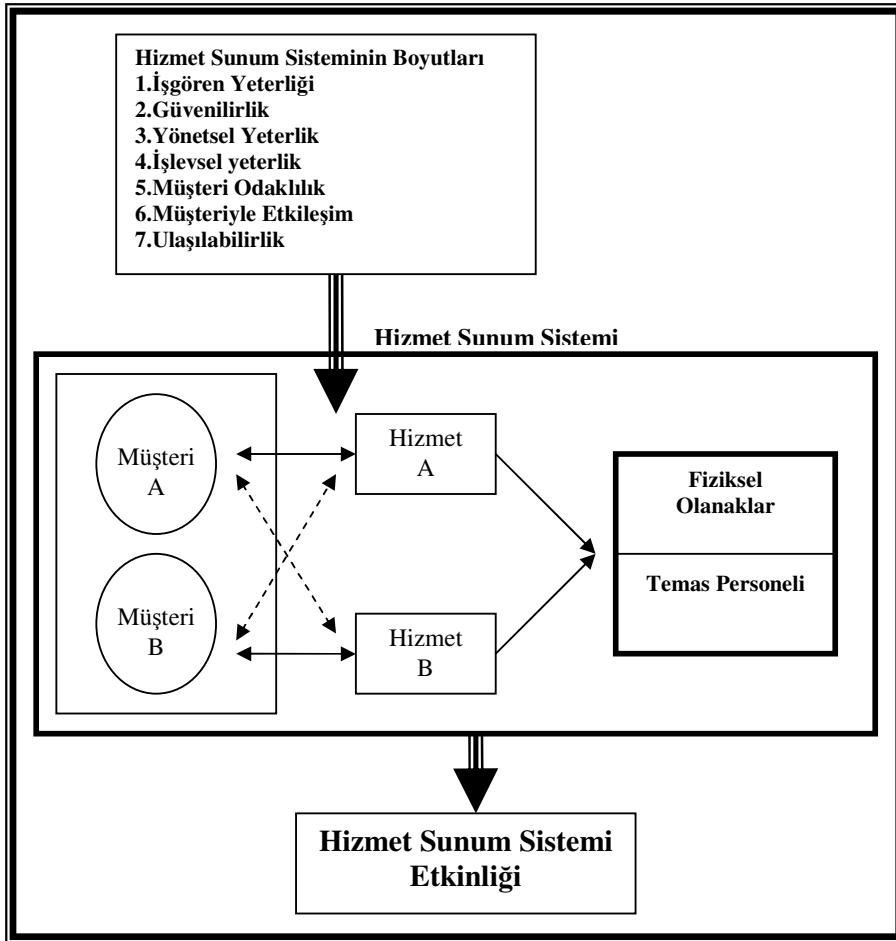 Hizmet Sunum Sisteminin Boyutları
1.İşgören Yeterliği
2.Güvenilirlik
3.Yönetsel Yeterlik
4.İşlevsel yeterlik
5.Müşteri Odaklılık
6.Müşteriyle Etkileşim
7.Ulaşılabilirlik
Hizmet Sunum Sistemi
Müşteri
A
Hizmet
A
Fiziksel
Olanaklar
Temas Personeli
Müşteri
B
Hizmet
B
Hizmet Sunum Sistemi
Etkinliği